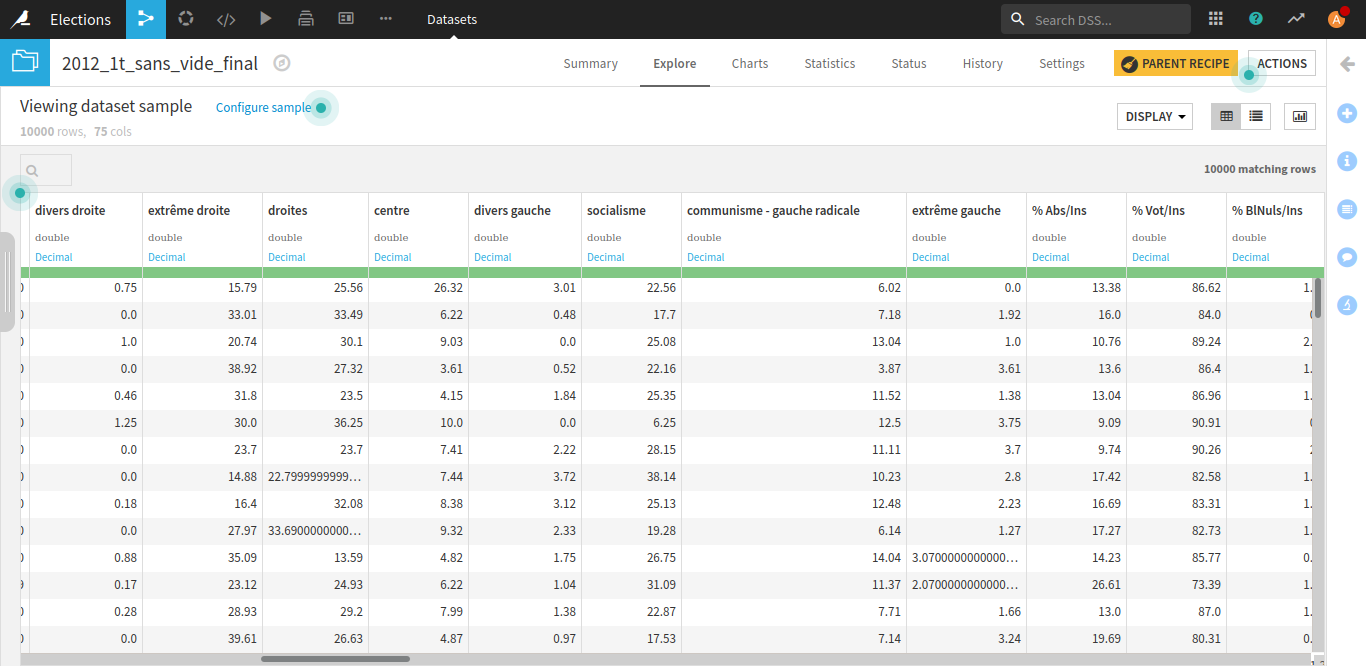 Elections Datasets Search DSS... A
2012_1t_sans_vide_final Summary Explore Charts Statistics Status History Settings PARENT RECIPE ACTIONS
Viewing dataset sample Configure sample
10000 rows, 75 cols DISPLAY
10000 matching rows
divers droite extrême droite droites centre divers gauche socialisme communisme - gauche radicale extrême gauche % Abs/Ins % Vot/Ins % BlNuls/Ins
double double double double double double double double double double double
Decimal Decimal Decimal Decimal Decimal Decimal Decimal Decimal Decimal Decimal Decimal
0.75 15.79 25.56 26.32 3.01 22.56 6.02 0.0 13.38 86.62 1.
0.0 33.01 33.49 6.22 0.48 17.7 7.18 1.92 16.0 84.0
1.0 20.74 30.1 9.03 0.0 25.08 13.04 1.0 10.76 89.24 2.
0.0 38.92 27.32 3.61 0.52 22.16 3.87 3.61 13.6 86.4 1.
0.46 31.8 23.5 4.15 1.84 25.35 11.52 1.38 13.04 86.96 1.
1.25 30.0 36.25 10.0 0.0 6.25 12.5 3.75 9.09 90.91
0.0 23.7 23.7 7.41 2.22 28.15 11.11 3.7 9.74 90.26
0.0 14.88 22.7999999999... 7.44 3.72 38.14 10.23 2.8 17.42 82.58 1.
0.18 16.4 32.08 8.38 3.12 25.13 12.48 2.23 16.69 83.31 1.
0.0 27.97 33.6900000000... 9.32 2.33 19.28 6.14 1.27 17.27 82.73 1.
0.88 35.09 13.59 4.82 1.75 26.75 14.04 3.0700000000000... 14.23 85.77 0.
0.17 23.12 24.93 6.22 1.04 31.09 11.37 2.0700000000000... 26.61 73.39 1.
0.28 28.93 29.2 7.99 1.38 22.87 7.71 1.66 13.0 87.0 1.
0.0 39.61 26.63 4.87 0.97 17.53 7.14 3.24 19.69 80.31 0.